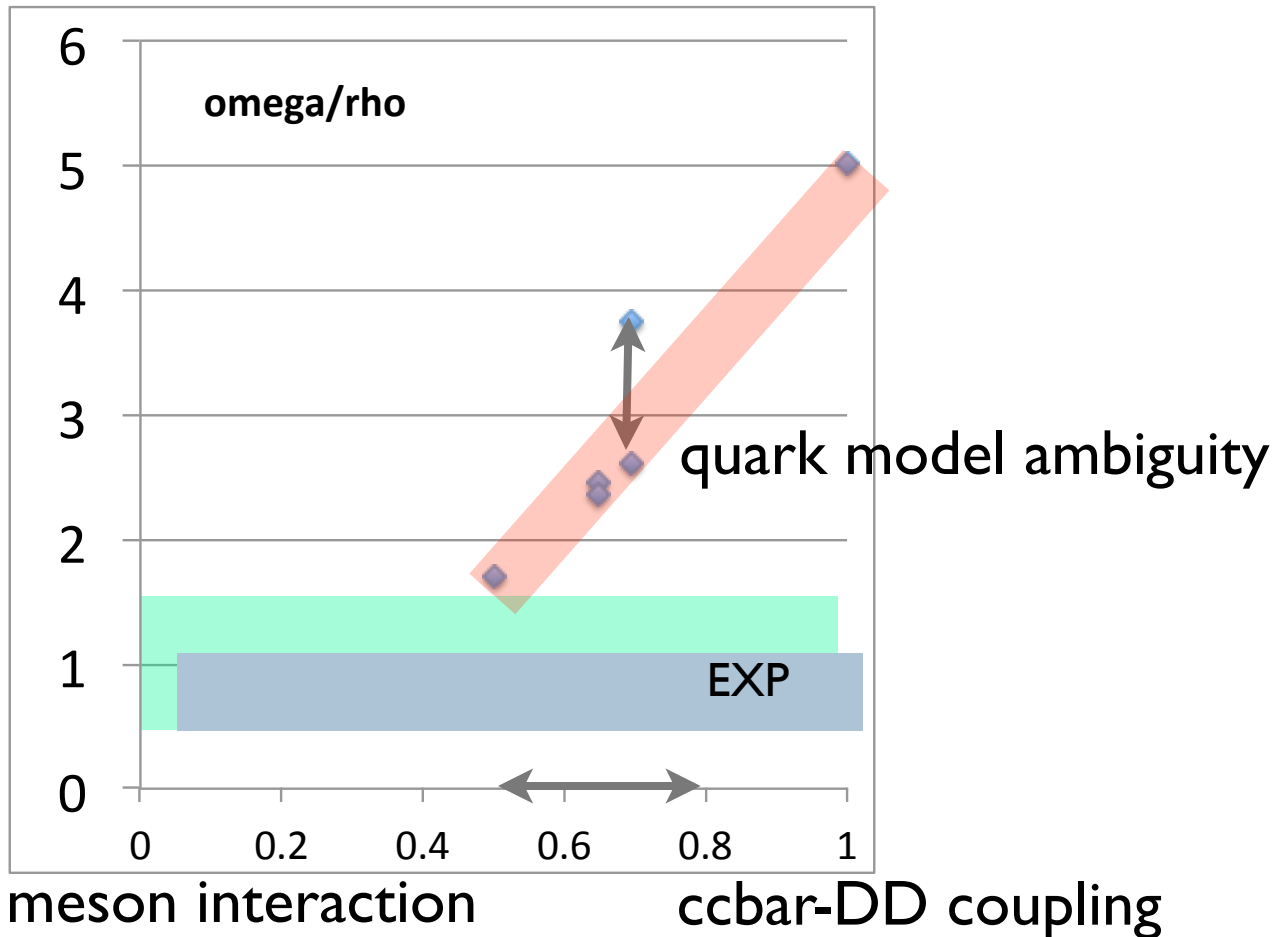 6
omega/rho
5
4
3
quark model ambiguity
2
1
EXP
0
0 0.2 0.4 0.6 0.8 1
meson interaction ccbar-DD coupling